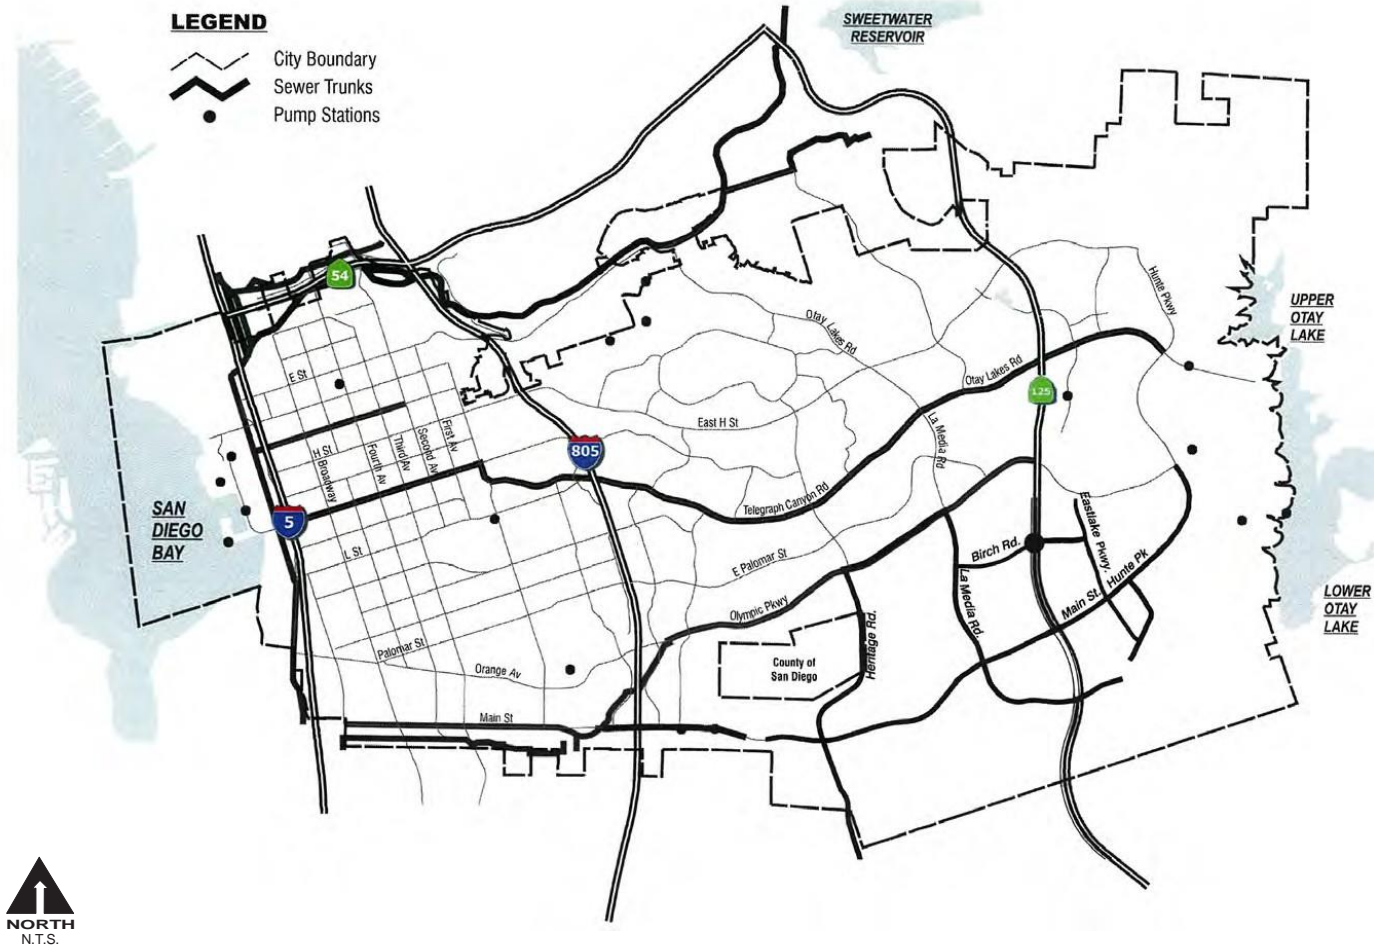 LEGEND
City Boundary
Sewer Trunks
Pump Stations
SWEETWATER
RESERVOIR
54
Hunte Pkwy
UPPER
OTAY
LAKE
Otay Lakes Rd
Otay Lakes Rd
E St
125
East H St
La Media Rd
First Av
Second Av
Third Av
Fourth Av
H St
Broadway
805
SAN
DIEGO
BAY
5
Telegraph Canyon Rd
L St
E Palomar St
Birch Rd.
Eastlake Pkwy.
La Media Rd.
Main St.
Hunte Pk
LOWER
OTAY
LAKE
Olympic Pkwy
Heritage Rd.
Palomar St
Orange Av
County of
San Diego
Main St
NORTH
N.T.S.